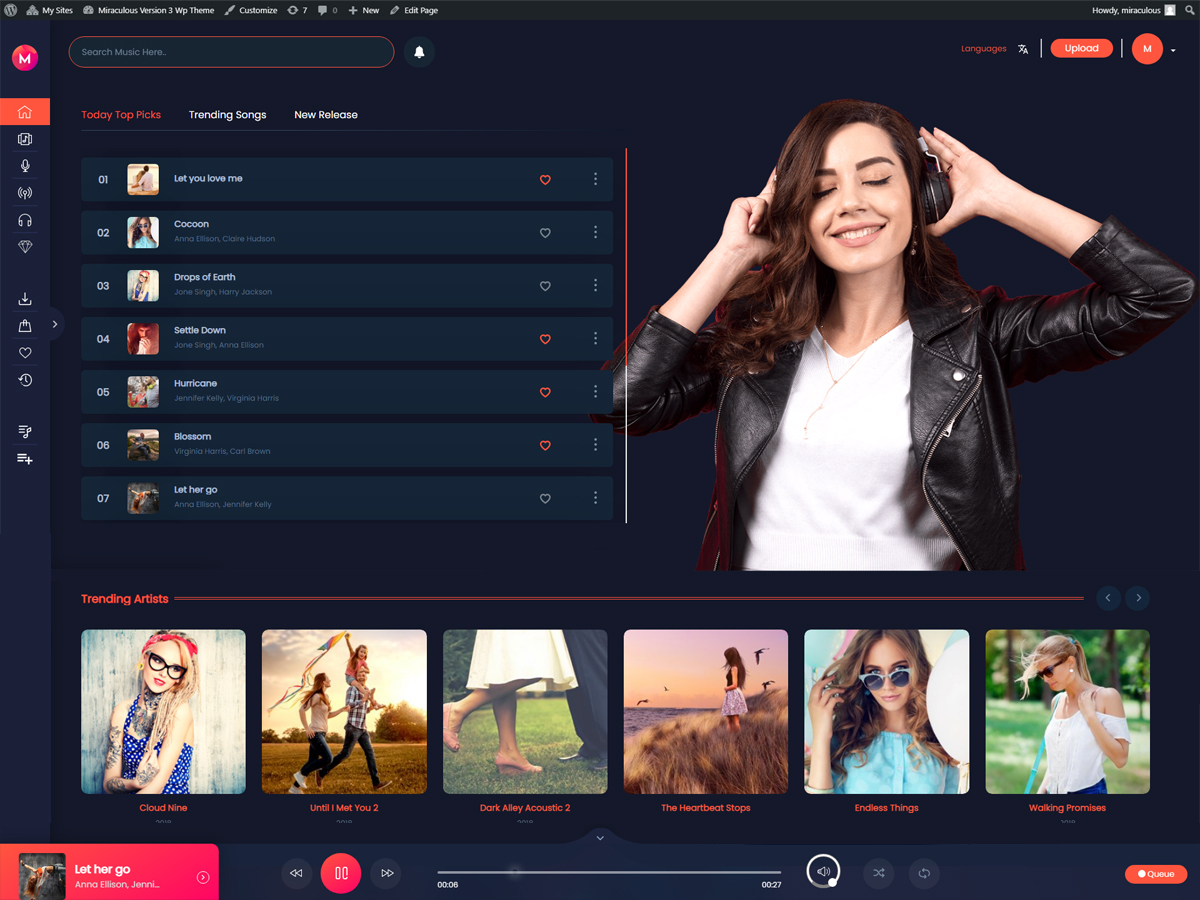 My Sites
Miraculous Version 3 Wp Theme
Customize
7
0
New
Edit Page
Howdy, miraculous
M
Search Music Here..
Languages
Upload
M
Today Top Picks
Trending Songs
New Release
01
Let you love me
02
Cocoon
Anna Ellison, Claire Hudson
03
Drops of Earth
Jone Singh, Harry Jackson
04
Settle Down
Jone Singh, Anna Ellison
05
Hurricane
Jennifer Kelly, Virginia Harris
06
Blossom
Virginia Harris, Carl Brown
07
Let her go
Anna Ellison, Jennifer Kelly
Trending Artists
Cloud Nine
Until I Met You 2
Dark Alley Acoustic 2
The Heartbeat Stops
Endless Things
Walking Promises
Let her go
Anna Ellison, Jenni...
00:06
00:27
Queue